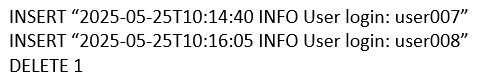 INSERT “2025-05-25T10:14:40 INFO User login: user007”
INSERT “2025-05-25T10:16:05 INFO User login: user008”
DELETE 1